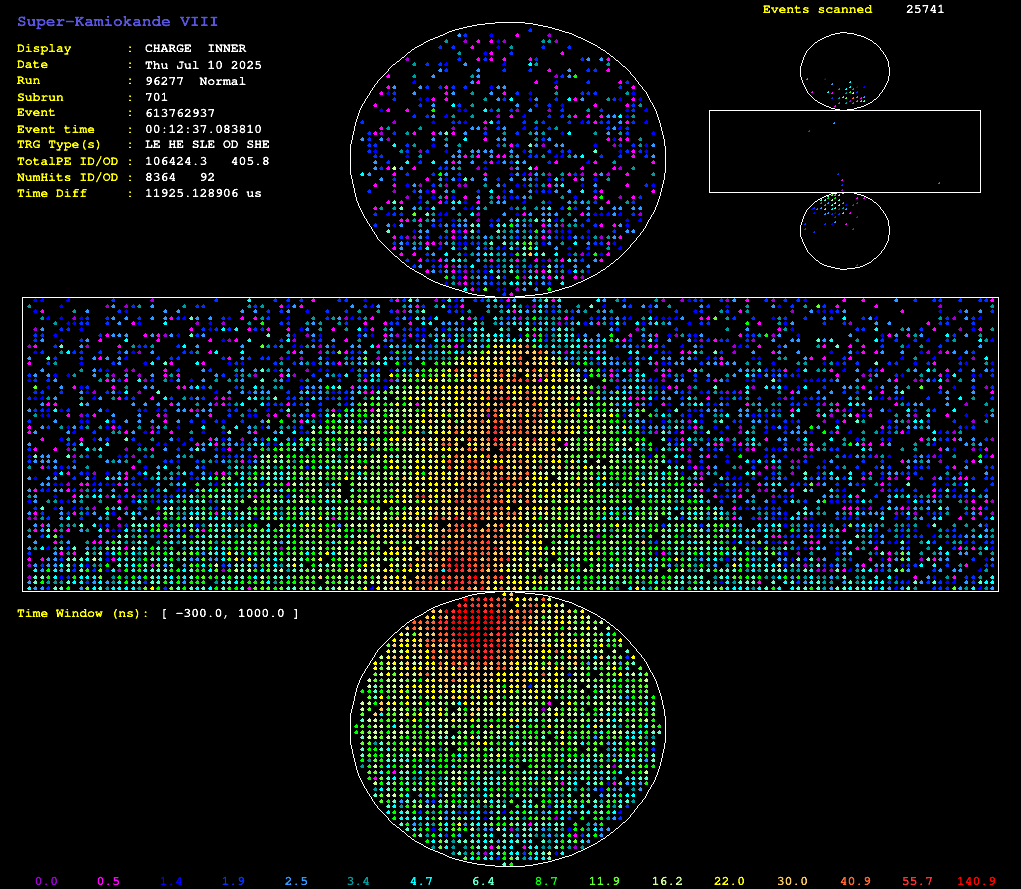 Super-Kamiokande VIII
Events scanned 25741
Display : CHARGE INNER
Date : Thu Jul 10 2025
Run : 96277 Normal
Subrun : 701
Event : 613762937
Event time : 00:12:37.083810
TRG Type(s) : LE HE SLE OD SHE
TotalPE ID/OD : 106424.3 405.8
NumHits ID/OD : 8364 92
Time Diff : 11925.128906 us
Time Window (ns): [ -300.0, 1000.0 ]
0.0 0.5 1.4 1.9 2.5 3.4 4.7 6.4 8.7 11.9 16.2 22.0 30.0 40.9 55.7 140.9